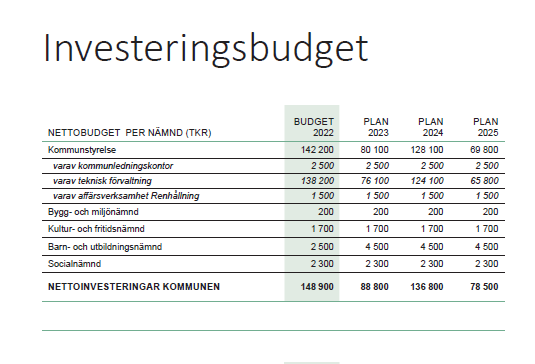 Investeringsbudget
BUDGET PLAN PLAN PLAN
NETTOBUDGET PER NÄMND (TKR) 2022 2023 2024 2025
Kommunstyrelse 142 200 80 100 128 100 69 800
varav kommunledningskontor 2 500 2 500 2 500 2 500
varav teknisk förvaltning 138 200 76 100 124 100 65 800
varav affärsverksamhet Renhållning 1 500 1 500 1 500 1 500
Bygg- och miljönämnd 200 200 200 200
Kultur- och fritidsnämnd 1 700 1 700 1 700 1 700
Barn- och utbildningsnämnd 2 500 4 500 4 500 4 500
Socialnämnd 2 300 2 300 2 300 2 300
NETTOINVESTERINGAR KOMMUNEN 148 900 88 800 136 800 78 500